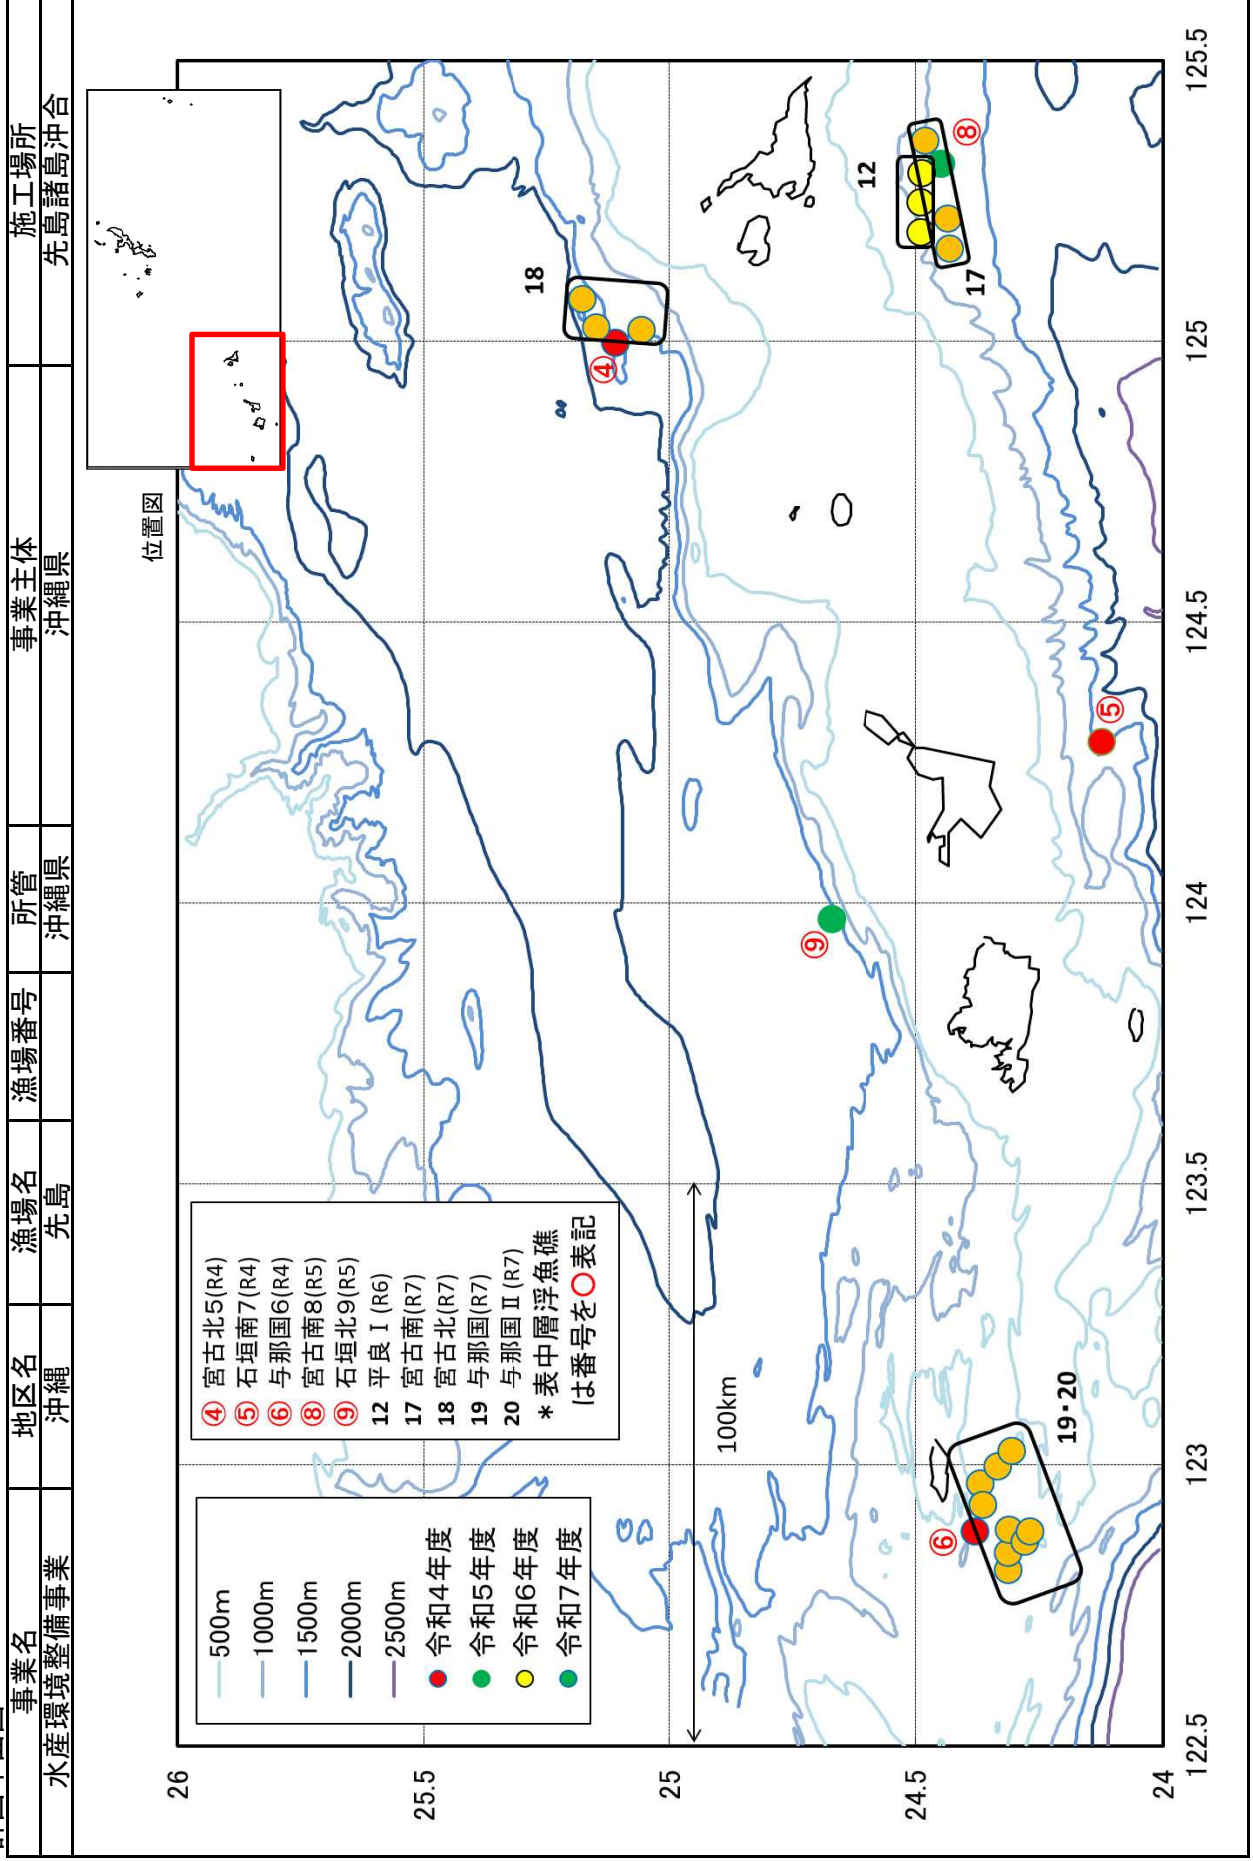 事業名 地区名 漁場名 漁場番号 所管 事業主体 施工場所
水産環境整備事業 沖縄 先島 沖縄県 沖縄県 先島諸島沖合
位置図
500m
1000m
1500m
2000m
2500m
令和4年度
令和5年度
令和6年度
令和7年度
④ 宮古北5(R4)
⑤ 石垣南7(R4)
⑥ 与那国6(R4)
⑧ 宮古南8(R5)
⑨ 石垣北9(R5)
12 平良Ⅰ(R6)
17 宮古南(R7)
18 宮古北(R7)
19 与那国(R7)
20 与那国Ⅱ(R7)
*表中層浮魚礁
は番号を〇表記
100km
18
④
12
⑧
17
⑨
⑤
⑥
19・20
26
25.5
25
24.5
24
122.5 123 123.5 124 124.5 125 125.5